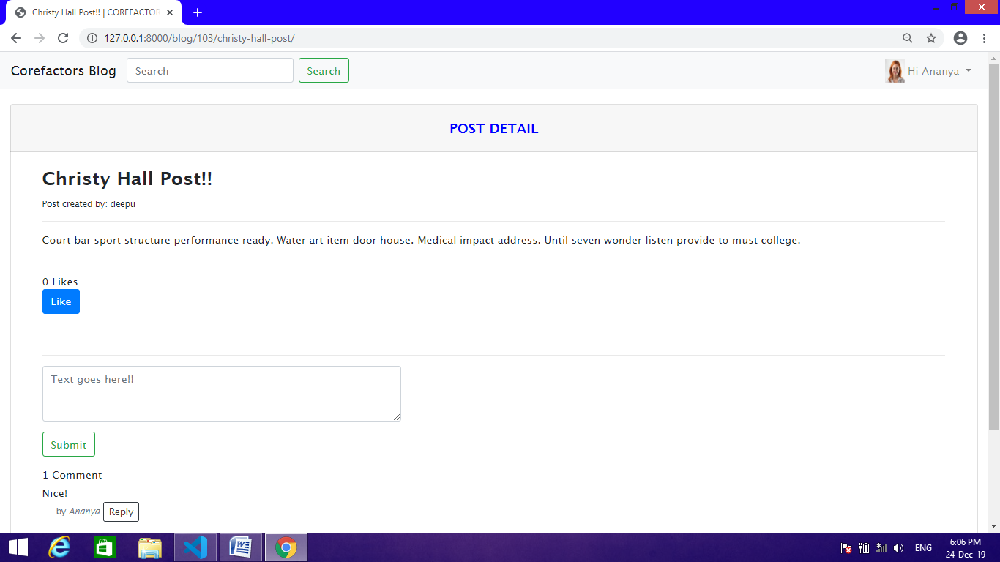 Christy Hall Post!! | COREFACTOR
127.0.0.1:8000/blog/103/christy-hall-post/
Corefactors Blog
Search
Search
Hi Ananya
POST DETAIL
Christy Hall Post!!
Post created by: deepu
Court bar sport structure performance ready. Water art item door house. Medical impact address. Until seven wonder listen provide to must college.
0 Likes
Like
Text goes here!!
Submit
1 Comment
Nice!
— by Ananya Reply
ENG
6:06 PM
24-Dec-19